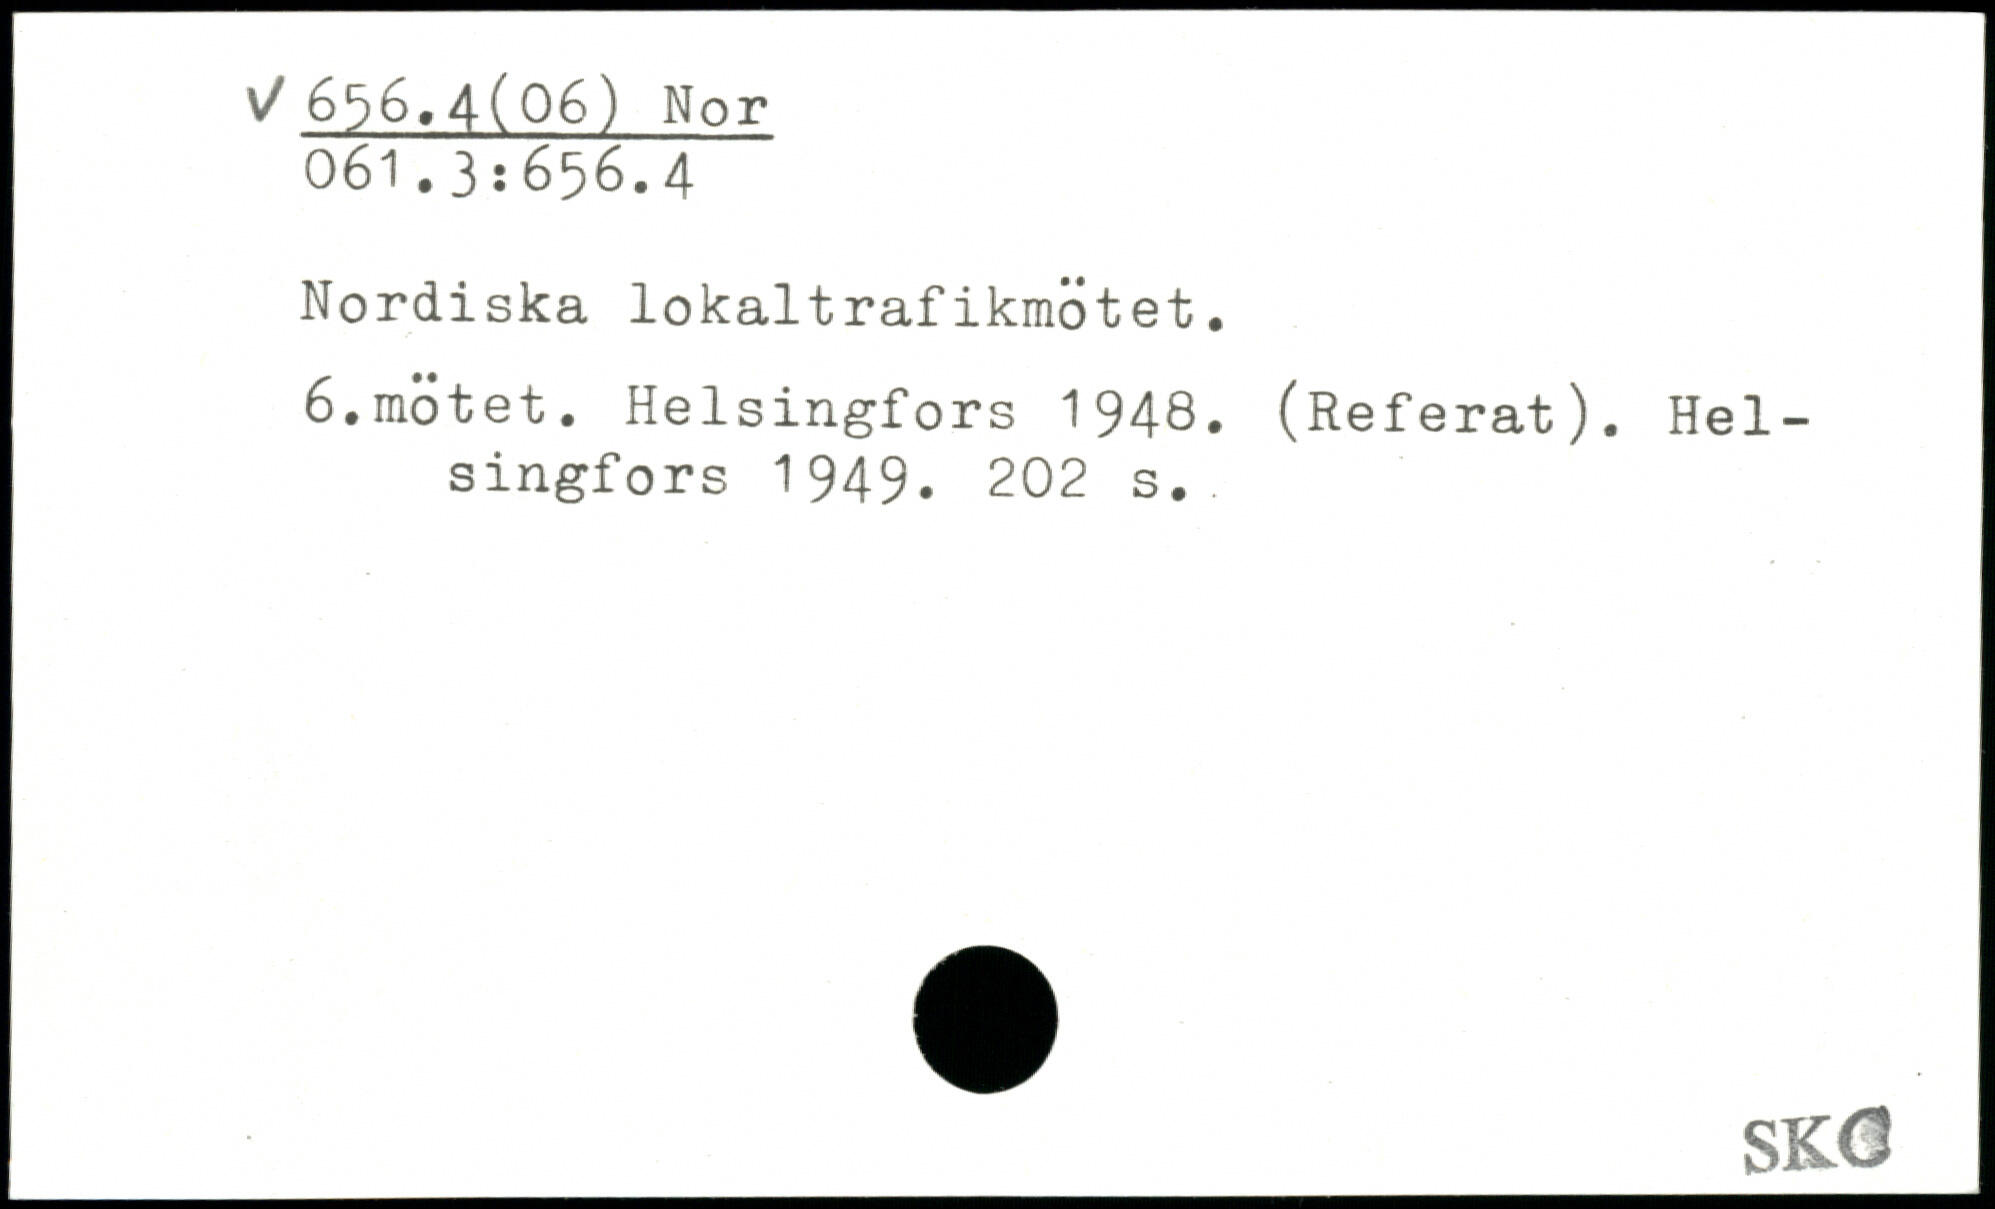 V 656.4(06) Nor
061.3:656.4
Nordiska lokaltrafikmötet.
6.mötet. Helsingfors 1948. (Referat). Hel-
singfors 1949. 202 s.
SKC